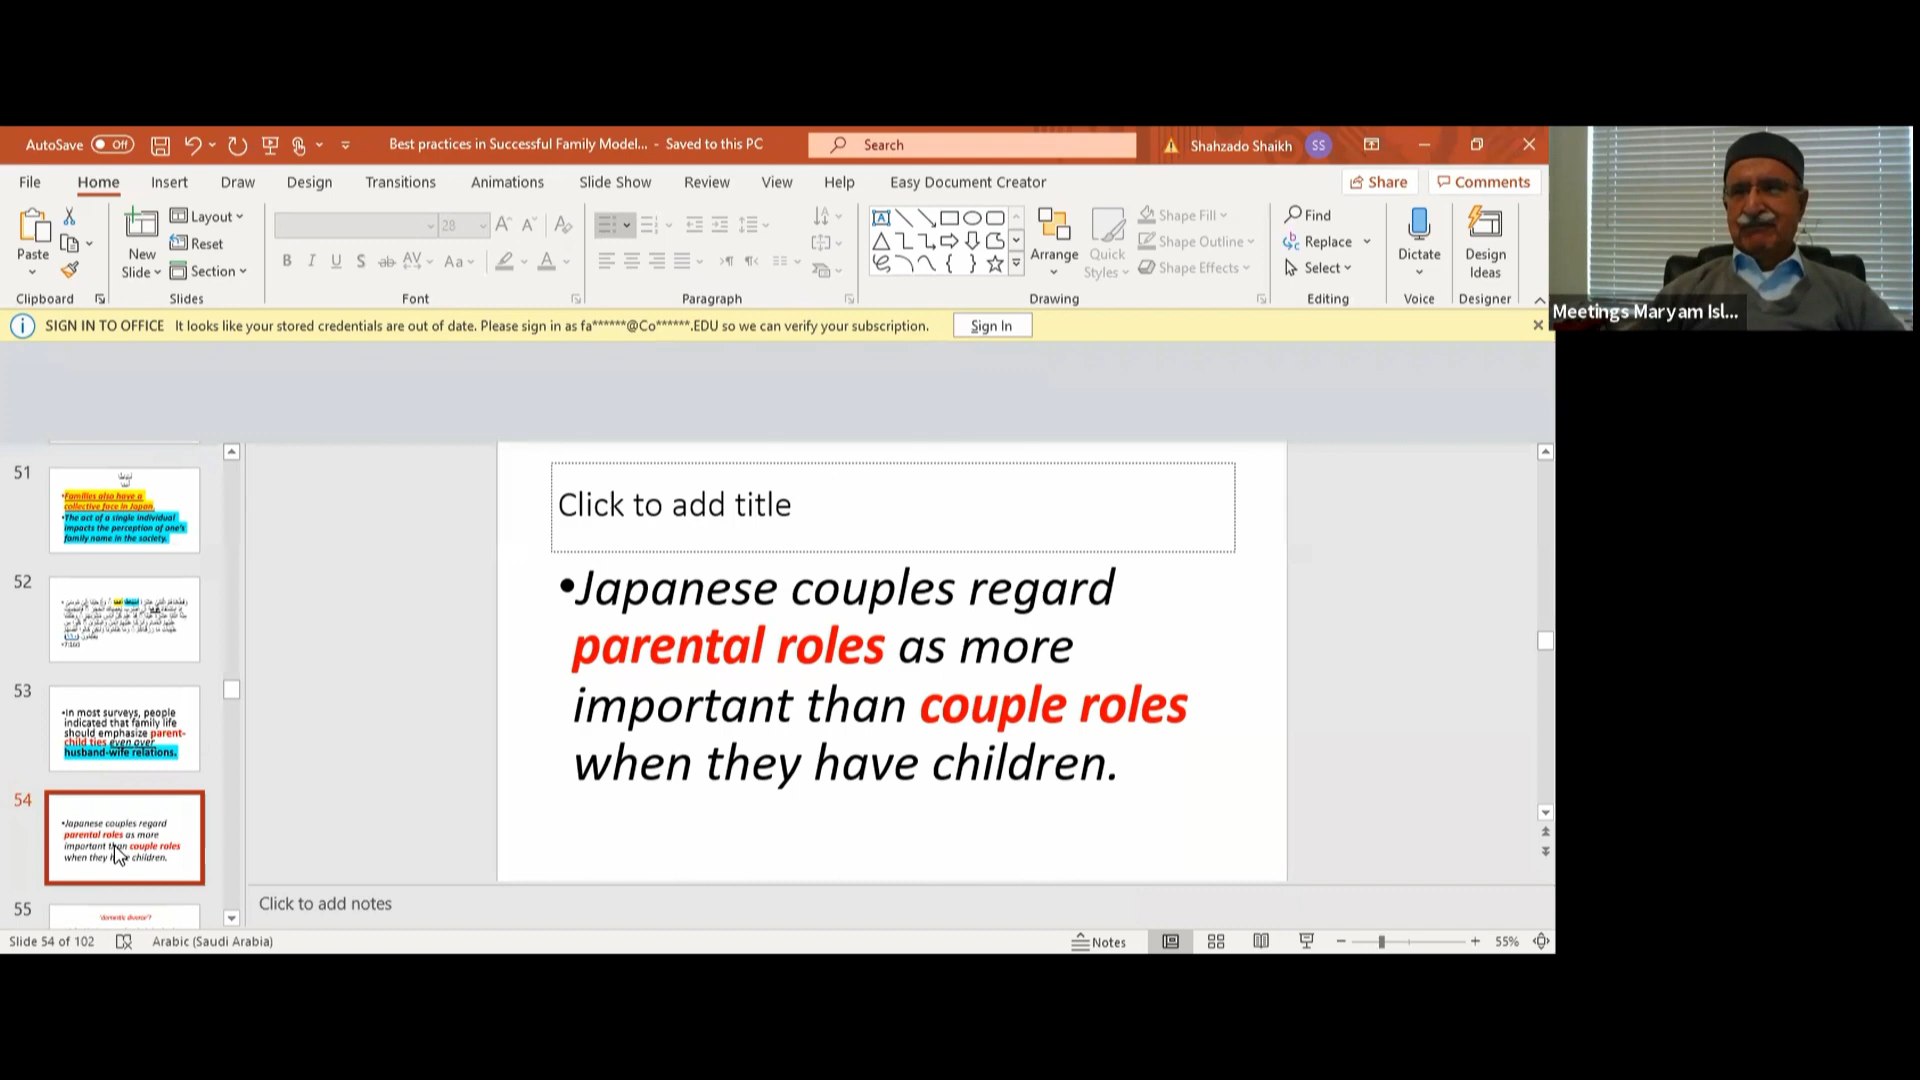 AutoSave Off Best practices in Successful Family Model... - Saved to this PC Search Shahzado Shaikh SS
File Home Insert Draw Design Transitions Animations Slide Show Review View Help Easy Document Creator Share Comments
Paste
New
Slide
Layout
Reset
Section
28
B I U S ab AV Aa A
Arrange
Quick
Styles
Shape Fill
Shape Outline
Shape Effects
Find
Replace
Select
Dictate
Design
Ideas
Clipboard Slides Font Paragraph Drawing Editing Voice Designer
SIGN IN TO OFFICE It looks like your stored credentials are out of date. Please sign in as fa******@Co******.EDU so we can verify your subscription. Sign In
Meetings Maryam Isl...
51
•Families also have a
collective face in Japan.
•The act of a single individual
impacts the perception of one's
family name in the society.
52
•7:160
53
•In most surveys, people
indicated that family life
should emphasize parent-
child ties even over
husband-wife relations.
54
•Japanese couples regard
parental roles as more
important than couple roles
when they have children.
55
'domestic divorce'?
Click to add title
•Japanese couples regard
parental roles as more
important than couple roles
when they have children.
Click to add notes
Slide 54 of 102 Arabic (Saudi Arabia) Notes 55%